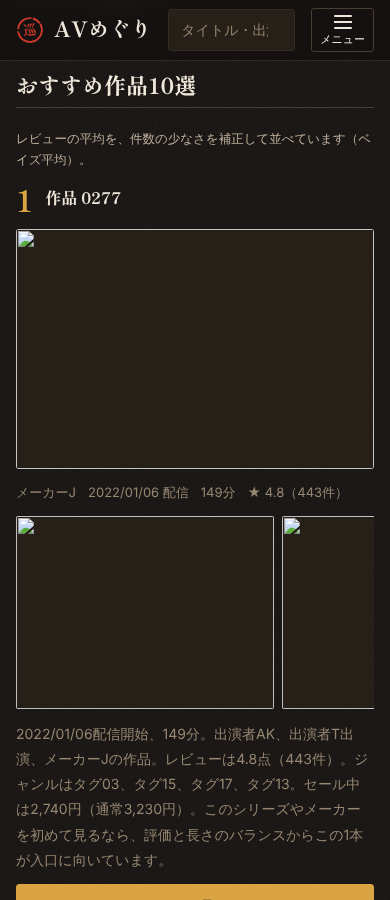 巡 AVめぐり
タイトル・出
メニュー
おすすめ作品10選
レビューの平均を、件数の少なさを補正して並べています（ベ
イズ平均）。
1 作品 0277
メーカーJ 2022/01/06 配信 149分 ★ 4.8（443件）
2022/01/06配信開始、149分。出演者AK、出演者T出
演、メーカーJの作品。レビューは4.8点（443件）。ジ
ャンルはタグ03、タグ15、タグ17、タグ13。セール中
は2,740円（通常3,230円）。このシリーズやメーカー
を初めて見るなら、評価と長さのバランスからこの1本
が入口に向いています。